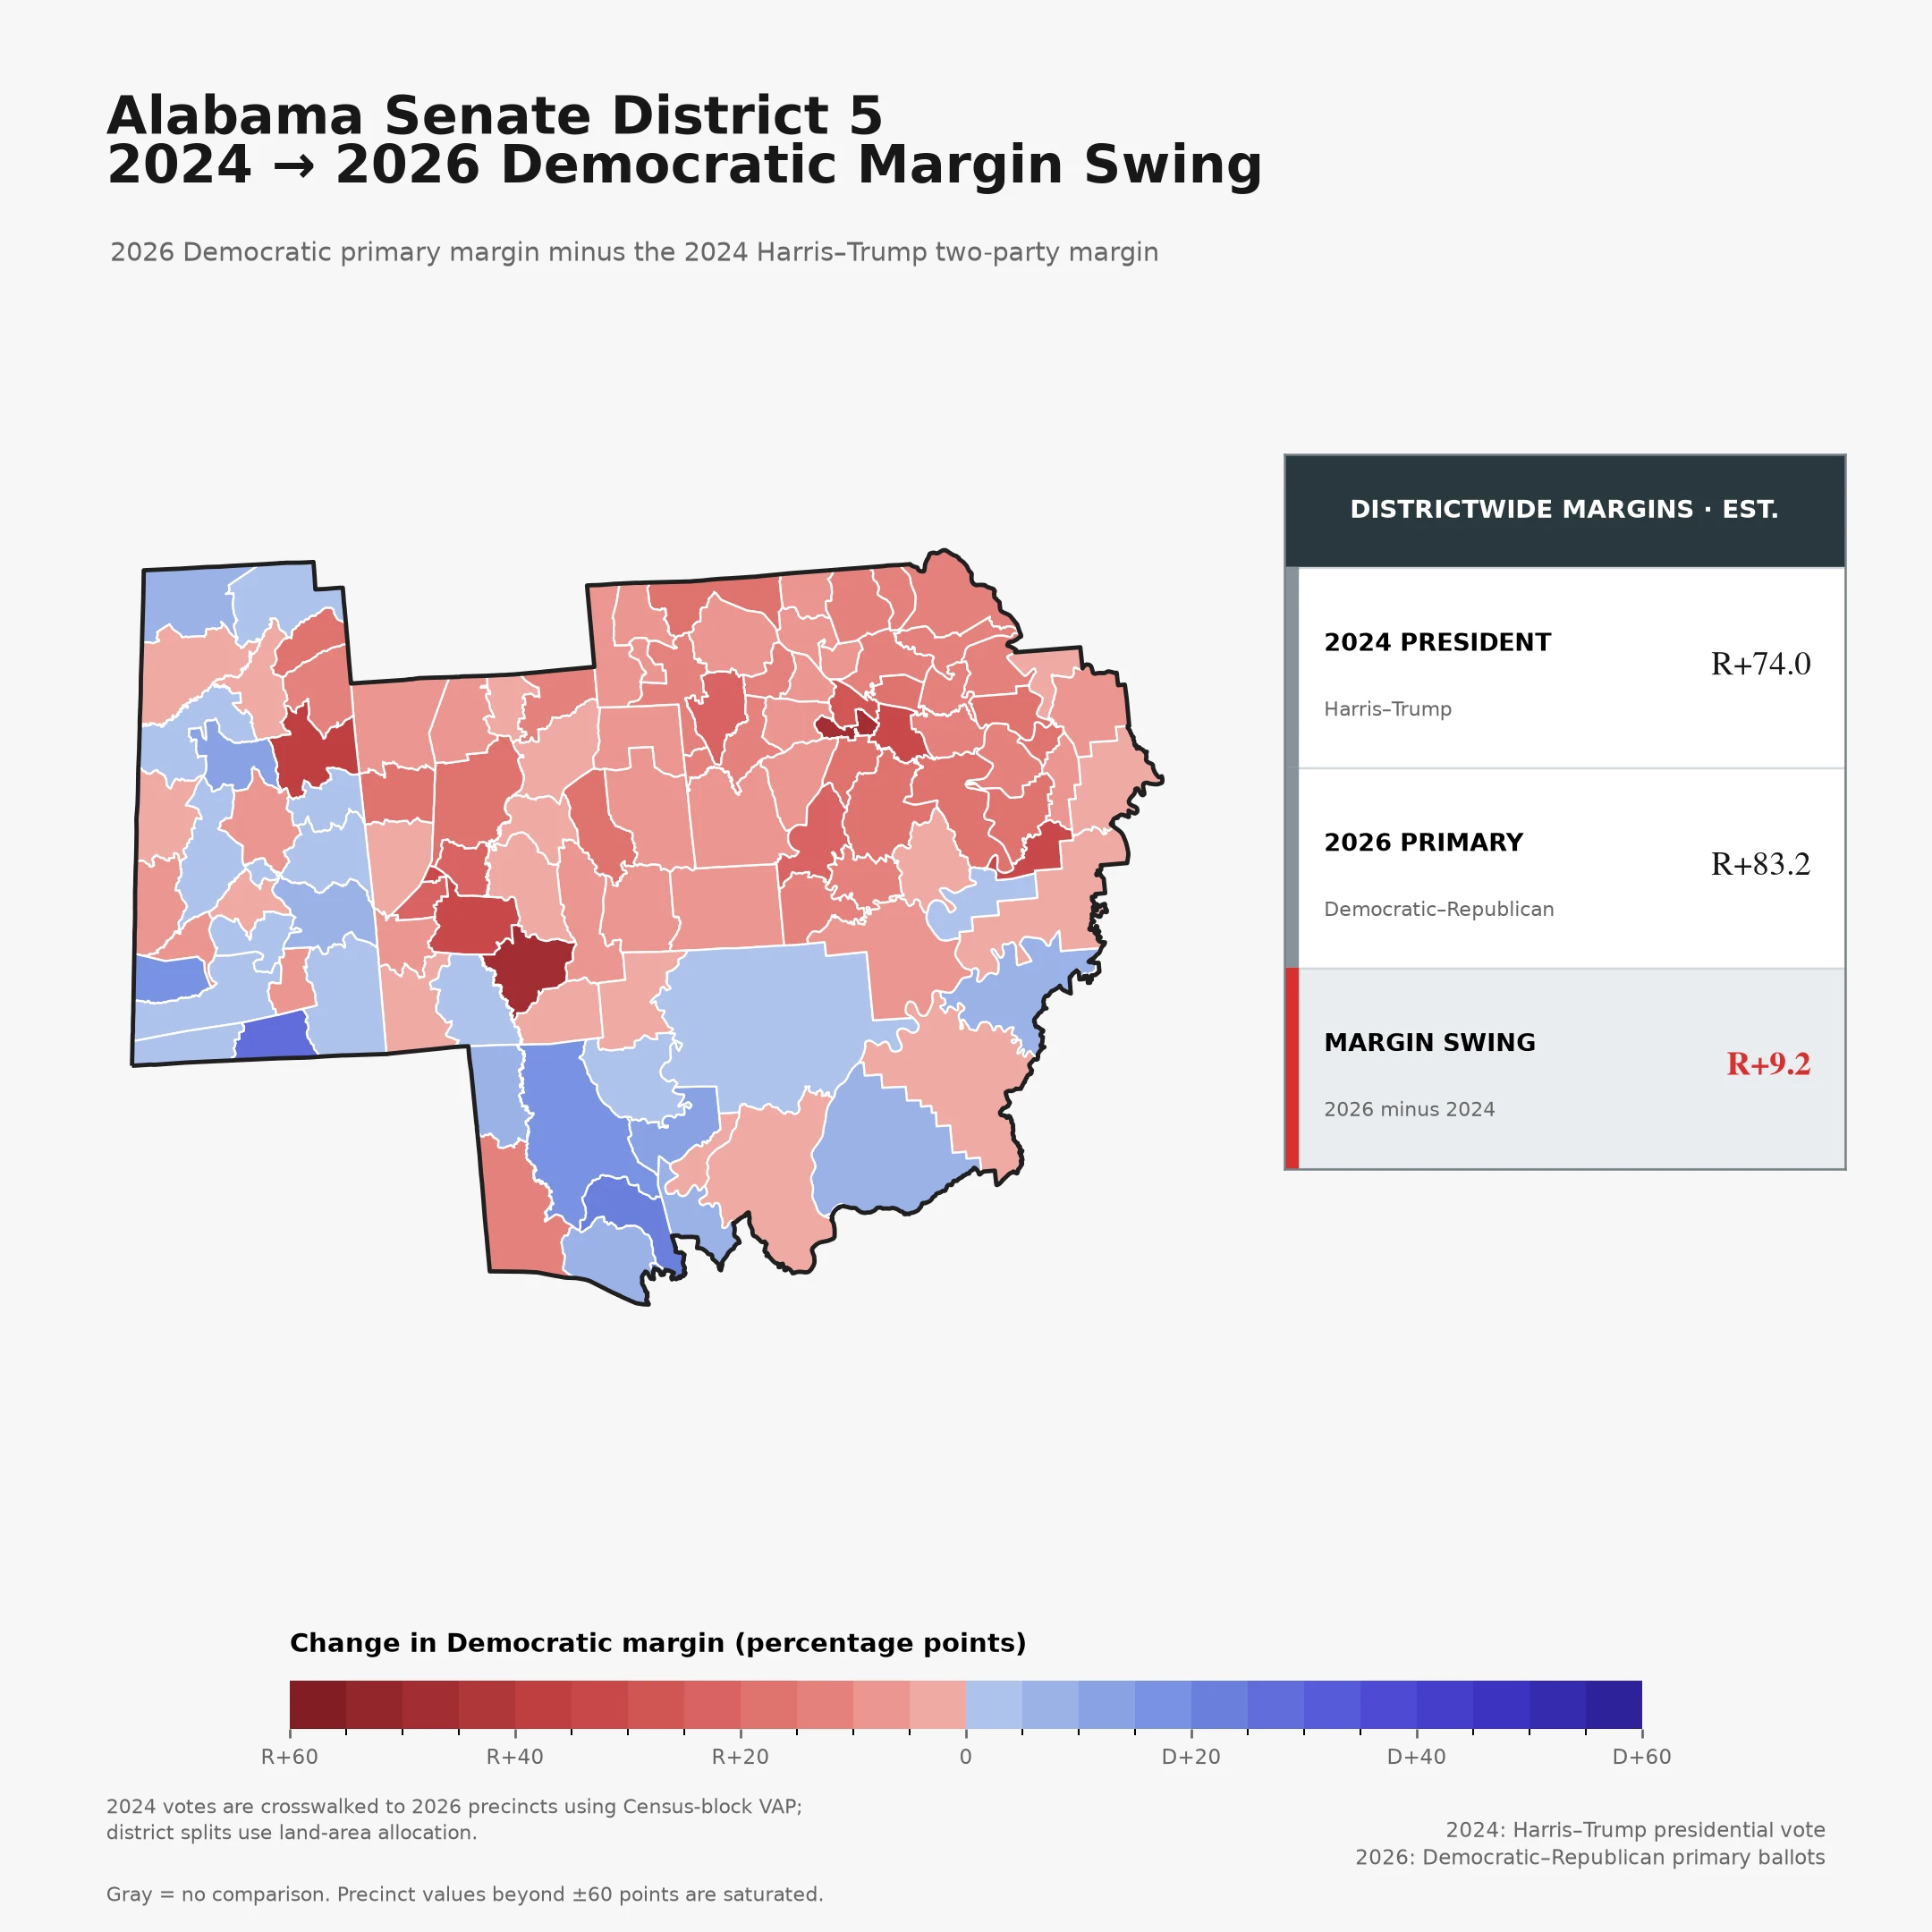 Alabama Senate District 5
2024 → 2026 Democratic Margin Swing
2026 Democratic primary margin minus the 2024 Harris–Trump two-party margin
DISTRICTWIDE MARGINS · EST.
2024 PRESIDENT
R+74.0
Harris–Trump
2026 PRIMARY
R+83.2
Democratic–Republican
MARGIN SWING
R+9.2
2026 minus 2024
Change in Democratic margin (percentage points)
R+60
R+40
R+20
0
D+20
D+40
D+60
2024 votes are crosswalked to 2026 precincts using Census-block VAP;
district splits use land-area allocation.
Gray = no comparison. Precinct values beyond ±60 points are saturated.
2024: Harris–Trump presidential vote
2026: Democratic–Republican primary ballots